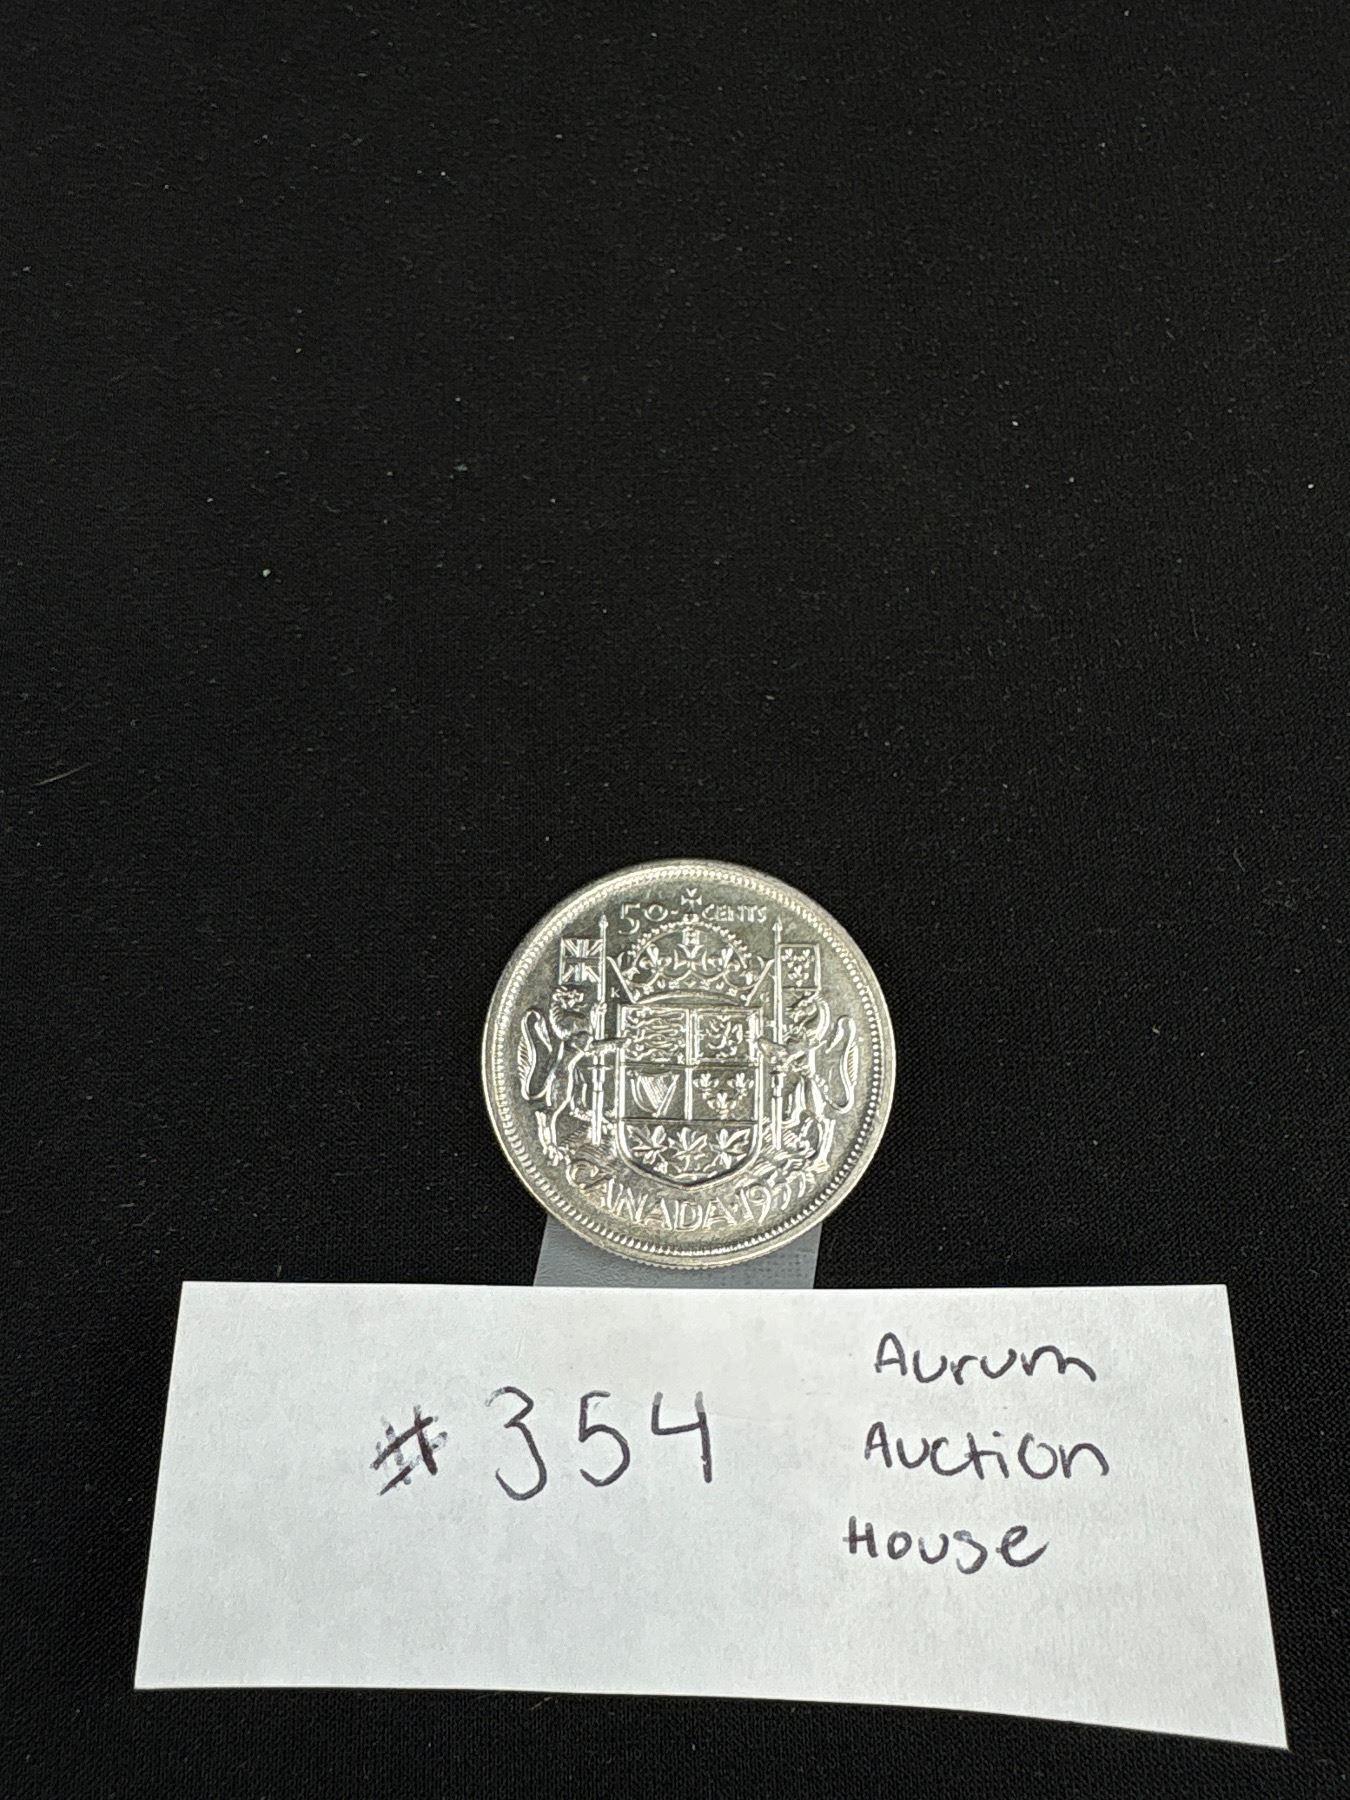 50 CENTS
K
CANADA
# 354
Aurum
Auction
House